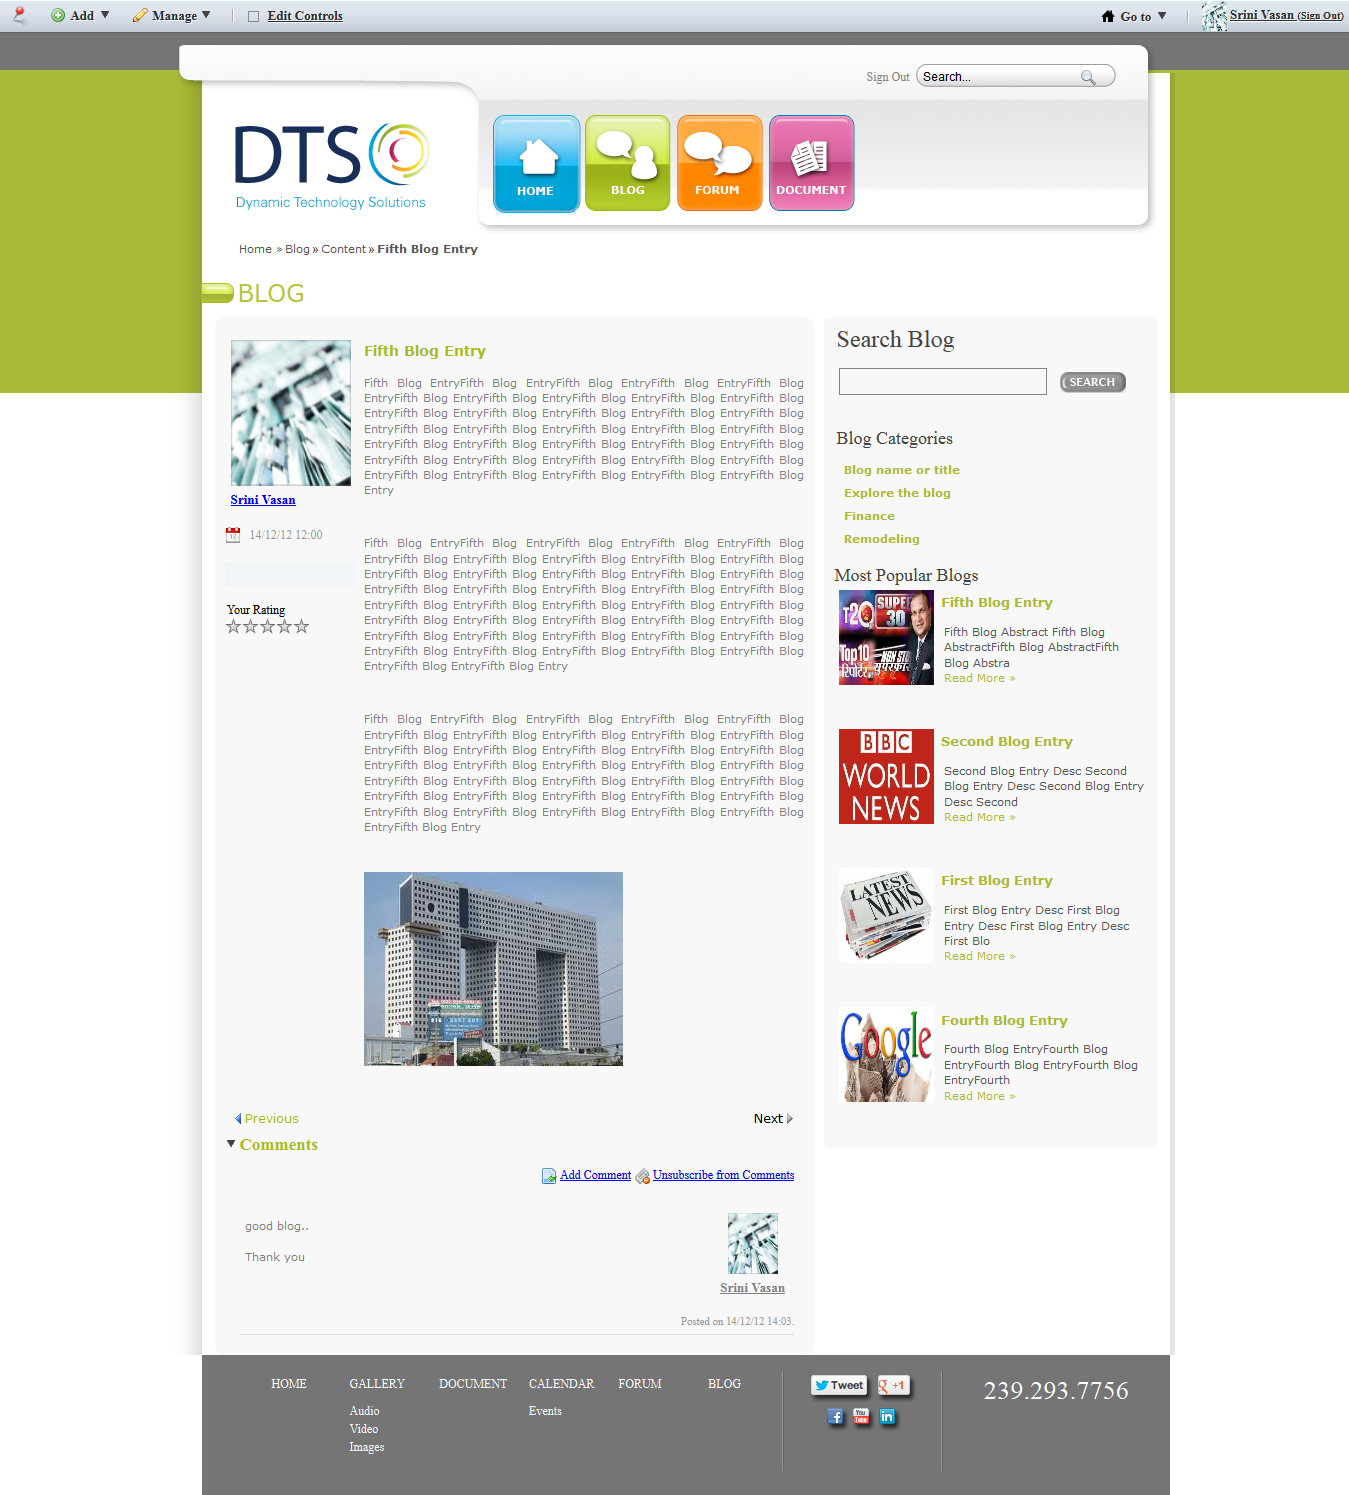 Add Manage Edit Controls Go to Srini Vasan (Sign Out)
Sign Out Search...
DTS
Dynamic Technology Solutions
HOME BLOG FORUM DOCUMENT
Home » Blog » Content » Fifth Blog Entry
BLOG
Fifth Blog Entry
Fifth Blog EntryFifth Blog EntryFifth Blog EntryFifth Blog EntryFifth Blog
EntryFifth Blog EntryFifth Blog EntryFifth Blog EntryFifth Blog EntryFifth Blog
EntryFifth Blog EntryFifth Blog EntryFifth Blog EntryFifth Blog EntryFifth Blog
EntryFifth Blog EntryFifth Blog EntryFifth Blog EntryFifth Blog EntryFifth Blog
EntryFifth Blog EntryFifth Blog EntryFifth Blog EntryFifth Blog EntryFifth Blog
EntryFifth Blog EntryFifth Blog EntryFifth Blog EntryFifth Blog EntryFifth Blog
EntryFifth Blog EntryFifth Blog EntryFifth Blog EntryFifth Blog EntryFifth Blog
Entry
Srini Vasan
14/12/12 12:00
Your Rating
Fifth Blog EntryFifth Blog EntryFifth Blog EntryFifth Blog EntryFifth Blog
EntryFifth Blog EntryFifth Blog EntryFifth Blog EntryFifth Blog EntryFifth Blog
EntryFifth Blog EntryFifth Blog EntryFifth Blog EntryFifth Blog EntryFifth Blog
EntryFifth Blog EntryFifth Blog EntryFifth Blog EntryFifth Blog EntryFifth Blog
EntryFifth Blog EntryFifth Blog EntryFifth Blog EntryFifth Blog EntryFifth Blog
EntryFifth Blog EntryFifth Blog EntryFifth Blog EntryFifth Blog EntryFifth Blog
EntryFifth Blog EntryFifth Blog EntryFifth Blog EntryFifth Blog EntryFifth Blog
EntryFifth Blog EntryFifth Blog EntryFifth Blog EntryFifth Blog EntryFifth Blog
EntryFifth Blog EntryFifth Blog Entry
Fifth Blog EntryFifth Blog EntryFifth Blog EntryFifth Blog EntryFifth Blog
EntryFifth Blog EntryFifth Blog EntryFifth Blog EntryFifth Blog EntryFifth Blog
EntryFifth Blog EntryFifth Blog EntryFifth Blog EntryFifth Blog EntryFifth Blog
EntryFifth Blog EntryFifth Blog EntryFifth Blog EntryFifth Blog EntryFifth Blog
EntryFifth Blog EntryFifth Blog EntryFifth Blog EntryFifth Blog EntryFifth Blog
EntryFifth Blog EntryFifth Blog EntryFifth Blog EntryFifth Blog EntryFifth Blog
EntryFifth Blog EntryFifth Blog EntryFifth Blog EntryFifth Blog EntryFifth Blog
EntryFifth Blog Entry
Previous Next
Comments
Add Comment Unsubscribe from Comments
good blog..
Thank you
Srini Vasan
Posted on 14/12/12 14:03.
Search Blog
SEARCH
Blog Categories
Blog name or title
Explore the blog
Finance
Remodeling
Most Popular Blogs
T20 SUPER 30
Top 10 NON STOP
रिपोर्टर सुपरफास्ट
Fifth Blog Entry
Fifth Blog Abstract Fifth Blog
AbstractFifth Blog AbstractFifth
Blog Abstra
Read More »
BBC
WORLD
NEWS
Second Blog Entry
Second Blog Entry Desc Second
Blog Entry Desc Second Blog Entry
Desc Second
Read More »
LATEST
NEWS
First Blog Entry
First Blog Entry Desc First Blog
Entry Desc First Blog Entry Desc
First Blo
Read More »
Google
Fourth Blog Entry
Fourth Blog EntryFourth Blog
EntryFourth Blog EntryFourth Blog
EntryFourth
Read More »
HOME GALLERY DOCUMENT CALENDAR FORUM BLOG
Audio Events
Video
Images
Tweet g +1
You Tube in
239.293.7756